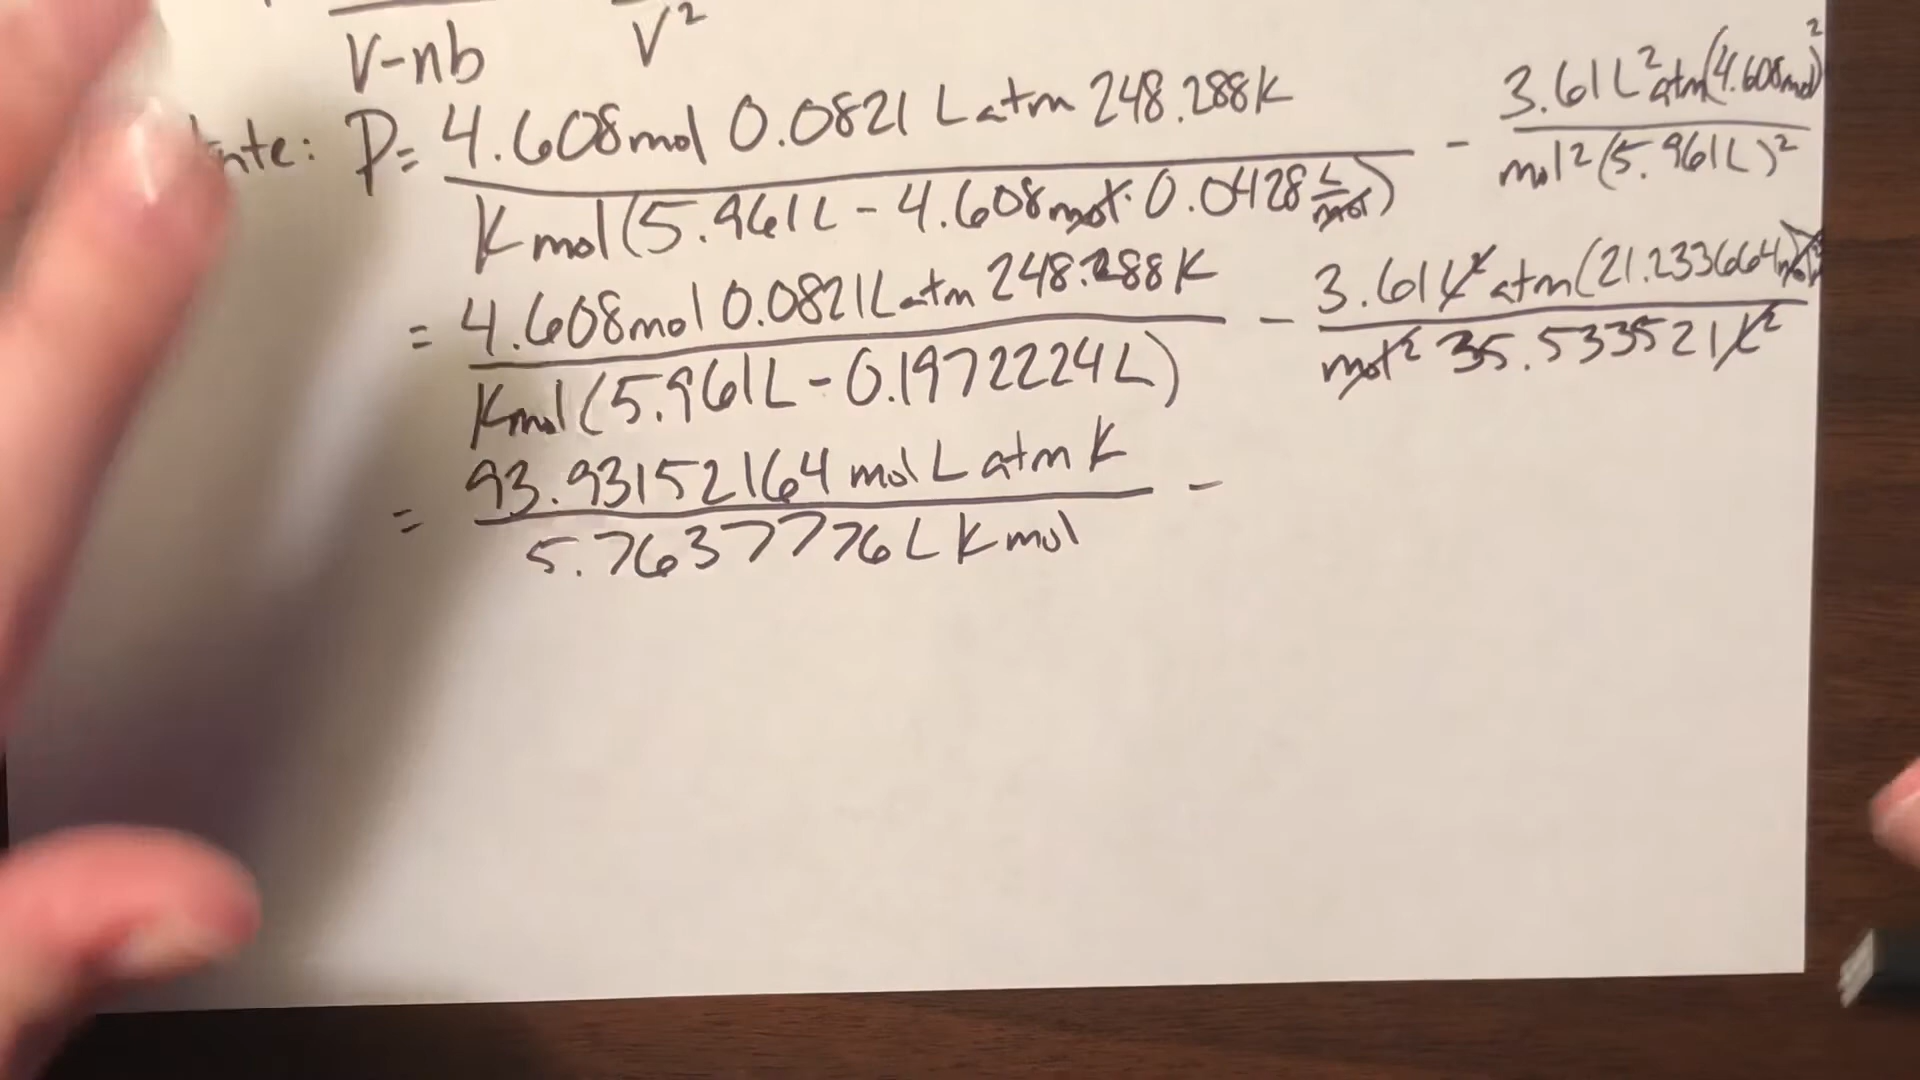 V-nb V²
P= 4.608mol 0.0821 L atm 248.288K - 3.61L²atm(4.608mol)²
Kmol(5.961L - 4.608mol·0.0428 L/mol) mol²(5.961L)²
= 4.608mol 0.0821L atm 248.288K - 3.61L² atm(21.233664mol²)
Kmol(5.961L - 0.1972224L) mol² 35.533521L²
= 93.93152164 mol L atm K -
5.7637776 L K mol